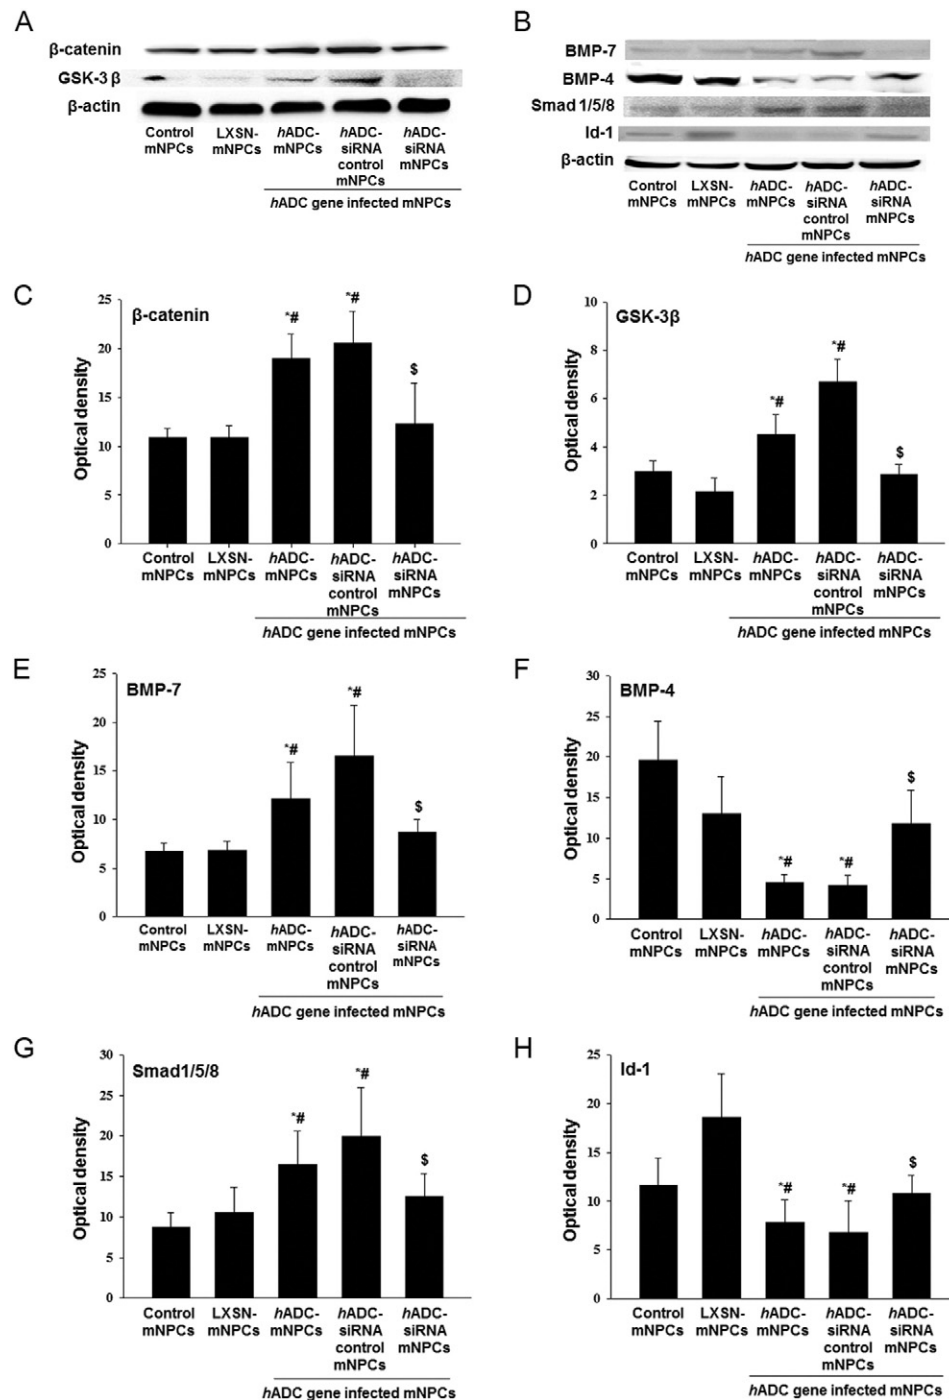 A
β-catenin
GSK-3 β
β-actin
Control mNPCs
LXSN- mNPCs
hADC- mNPCs
hADC- siRNA control mNPCs
hADC- siRNA mNPCs
hADC gene infected mNPCs
B
BMP-7
BMP-4
Smad 1/5/8
Id-1
β-actin
Control mNPCs
LXSN- mNPCs
hADC- mNPCs
hADC- siRNA control mNPCs
hADC- siRNA mNPCs
hADC gene infected mNPCs
C
β-catenin
Optical density
25
20
15
10
5
0
*#
*#
$
Control mNPCs
LXSN- mNPCs
hADC- mNPCs
hADC- siRNA control mNPCs
hADC- siRNA mNPCs
hADC gene infected mNPCs
D
GSK-3β
Optical density
10
8
6
4
2
0
*#
*#
$
Control mNPCs
LXSN- mNPCs
hADC- mNPCs
hADC- siRNA control mNPCs
hADC- siRNA mNPCs
hADC gene infected mNPCs
E
BMP-7
Optical density
25
20
15
10
5
0
*#
*#
$
Control mNPCs
LXSN- mNPCs
hADC- mNPCs
hADC- siRNA control mNPCs
hADC- siRNA mNPCs
hADC gene infected mNPCs
F
BMP-4
Optical density
30
25
20
15
10
5
0
*#
*#
$
Control mNPCs
LXSN- mNPCs
hADC- mNPCs
hADC- siRNA control mNPCs
hADC- siRNA mNPCs
hADC gene infected mNPCs
G
Smad1/5/8
Optical density
30
25
20
15
10
5
0
*#
*#
$
Control mNPCs
LXSN- mNPCs
hADC- mNPCs
hADC- siRNA control mNPCs
hADC- siRNA mNPCs
hADC gene infected mNPCs
H
Id-1
Optical density
25
20
15
10
5
0
*#
*#
$
Control mNPCs
LXSN- mNPCs
hADC- mNPCs
hADC- siRNA control mNPCs
hADC- siRNA mNPCs
hADC gene infected mNPCs